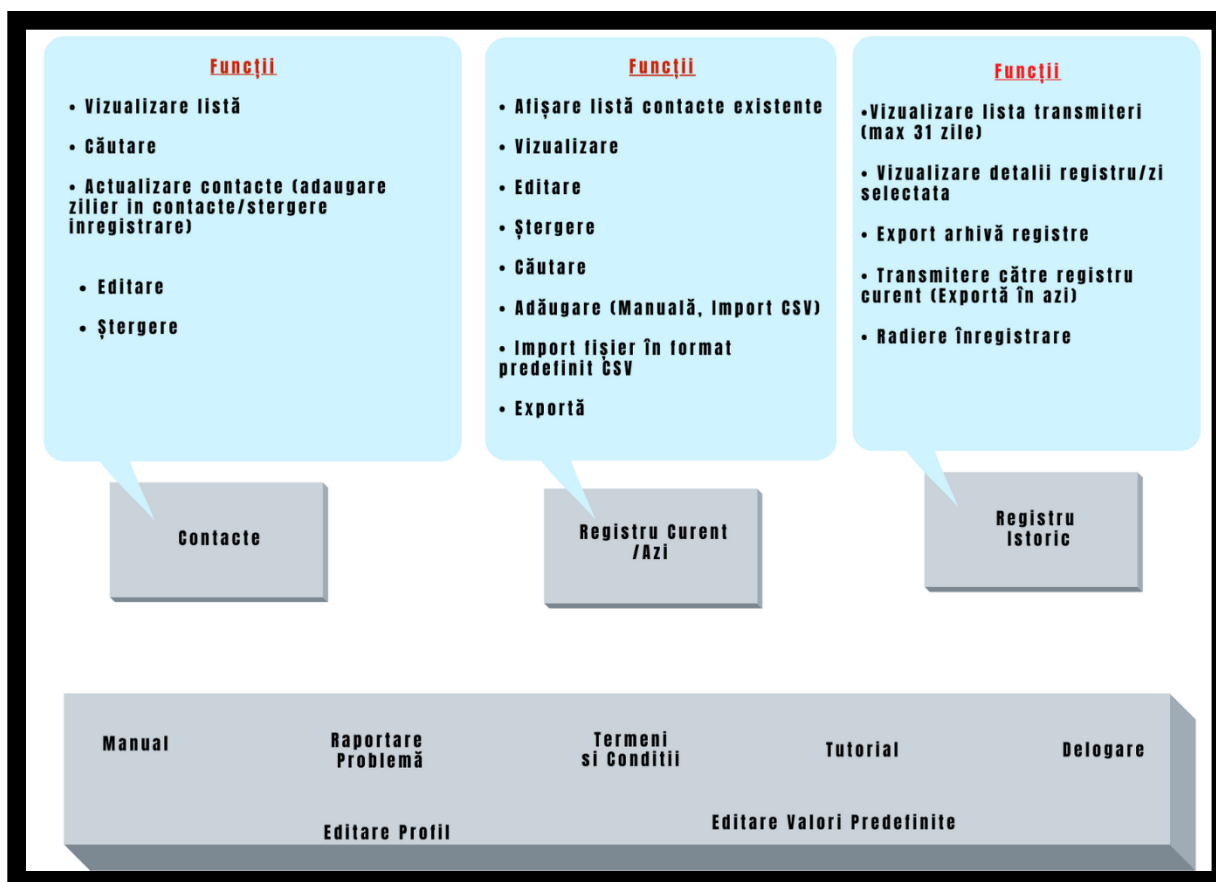 Funcții
• Vizualizare listă
• Căutare
• Actualizare contacte (adaugare
zilier in contacte/stergere
inregistrare)
• Editare
• Ștergere
Funcții
• Afișare listă contacte existente
• Vizualizare
• Editare
• Ștergere
• Căutare
• Adăugare (Manuală, Import CSV)
• Import fișier în format
predefinit CSV
• Exportă
Funcții
•Vizualizare lista transmiteri
(max 31 zile)
• Vizualizare detalii registru/zi
selectata
• Export arhivă registre
• Transmitere către registru
curent (Exportă în azi)
• Radiere înregistrare
Contacte
Registru Curent
/Azi
Registru
Istoric
Manual
Raportare
Problemă
Termeni
si Conditii
Tutorial
Delogare
Editare Profil
Editare Valori Predefinite